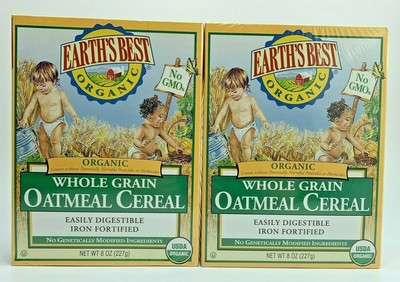 EARTH'S BEST
ORGANIC
No
GMOs
ORGANIC
WHOLE GRAIN
OATMEAL CEREAL
EASILY DIGESTIBLE
IRON FORTIFIED
NO GENETICALLY MODIFIED INGREDIENTS
USDA
ORGANIC
NET WT 8 OZ (227g)
EARTH'S BEST
ORGANIC
No
GMOs
ORGANIC
WHOLE GRAIN
OATMEAL CEREAL
EASILY DIGESTIBLE
IRON FORTIFIED
NO GENETICALLY MODIFIED INGREDIENTS
USDA
ORGANIC
NET WT 8 OZ (227g)